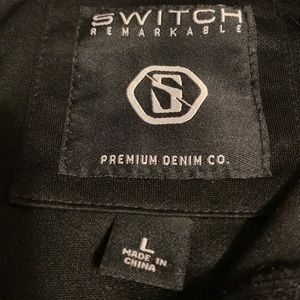 SWITCH
REMARKABLE
S
PREMIUM DENIM CO.
L
MADE IN
CHINA